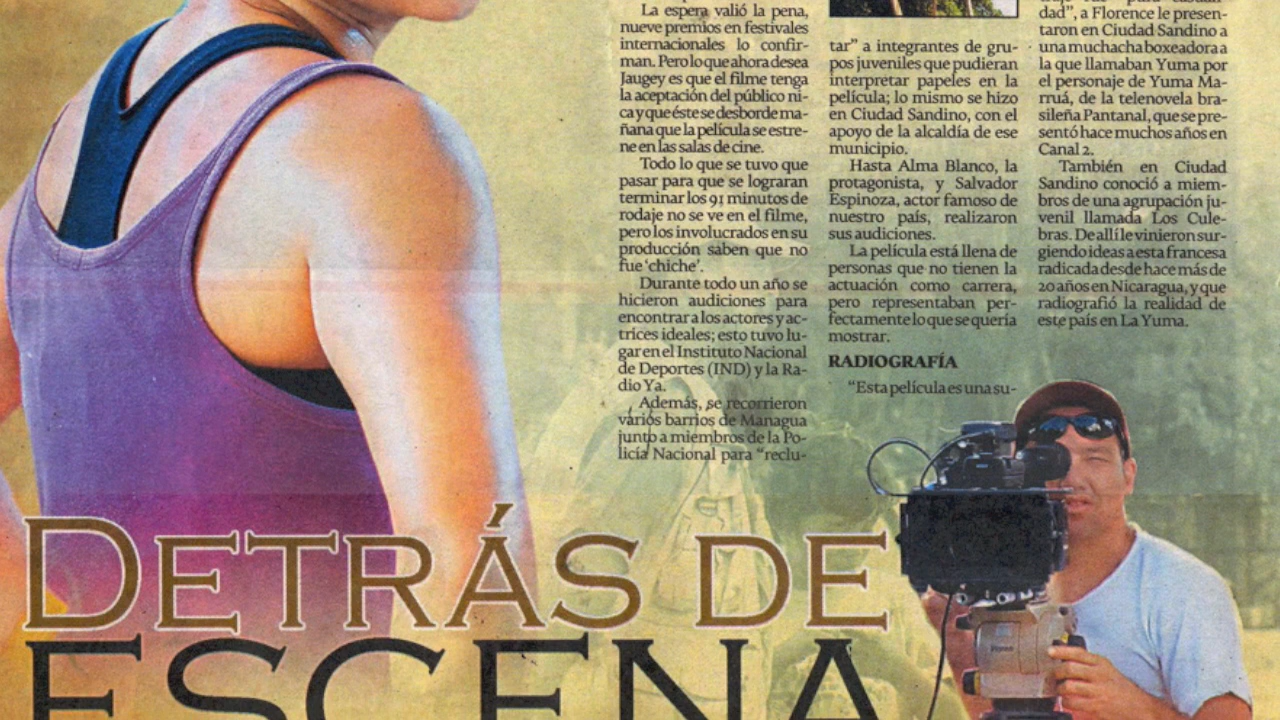 La espera valió la pena,
nueve premios en festivales
internacionales lo confir-
man. Pero lo que ahora desea
Jaugey es que el filme tenga
la aceptación del público ni-
ca y que éste se desborde ma-
ñana que la película se estre-
ne en las salas de cine.
Todo lo que se tuvo que
pasar para que se lograran
terminar los 91 minutos de
rodaje no se ve en el filme,
pero los involucrados en su
producción saben que no
fue ‘chiche’.
Durante todo un año se
hicieron audiciones para
encontrar a los actores y ac-
trices ideales; esto tuvo lu-
gar en el Instituto Nacional
de Deportes (IND) y la Ra-
dio Ya.
Además, se recorrieron
varios barrios de Managua
junto a miembros de la Po-
licía Nacional para “reclu-
tar” a integrantes de gru-
pos juveniles que pudieran
interpretar papeles en la
película; lo mismo se hizo
en Ciudad Sandino, con el
apoyo de la alcaldía de ese
municipio.
Hasta Alma Blanco, la
protagonista, y Salvador
Espinoza, actor famoso de
nuestro país, realizaron
sus audiciones.
La película está llena de
personas que no tienen la
actuación como carrera,
pero representaban per-
fectamente lo que se quería
mostrar.
RADIOGRAFÍA
“Esta película es una su-
dad”, a Florence le presen-
taron en Ciudad Sandino a
una muchacha boxeadora a
la que llamaban Yuma por
el personaje de Yuma Ma-
rruá, de la telenovela bra-
sileña Pantanal, que se pre-
sentó hace muchos años en
Canal 2.
También en Ciudad
Sandino conoció a miem-
bros de una agrupación ju-
venil llamada Los Cule-
bras. De allí le vinieron sur-
giendo ideas a esta francesa
radicada desde hace más de
20 años en Nicaragua, y que
radiografió la realidad de
este país en La Yuma.
DETRÁS DE
ESCENA